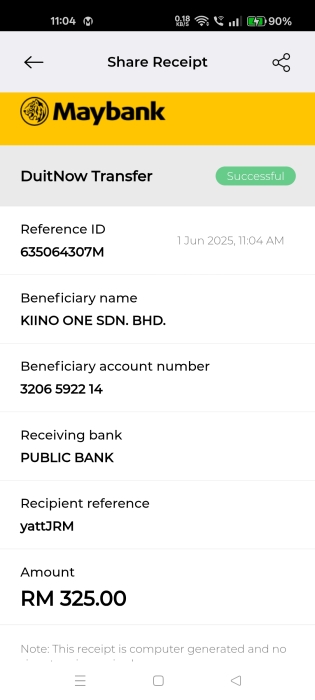 11:04
0.18
KB/S
90%
Share Receipt
Maybank
DuitNow Transfer
Successful
Reference ID
1 Jun 2025, 11:04 AM
635064307M
Beneficiary name
KIINO ONE SDN. BHD.
Beneficiary account number
3206 5922 14
Receiving bank
PUBLIC BANK
Recipient reference
yattJRM
Amount
RM 325.00
Note: This receipt is computer generated and no